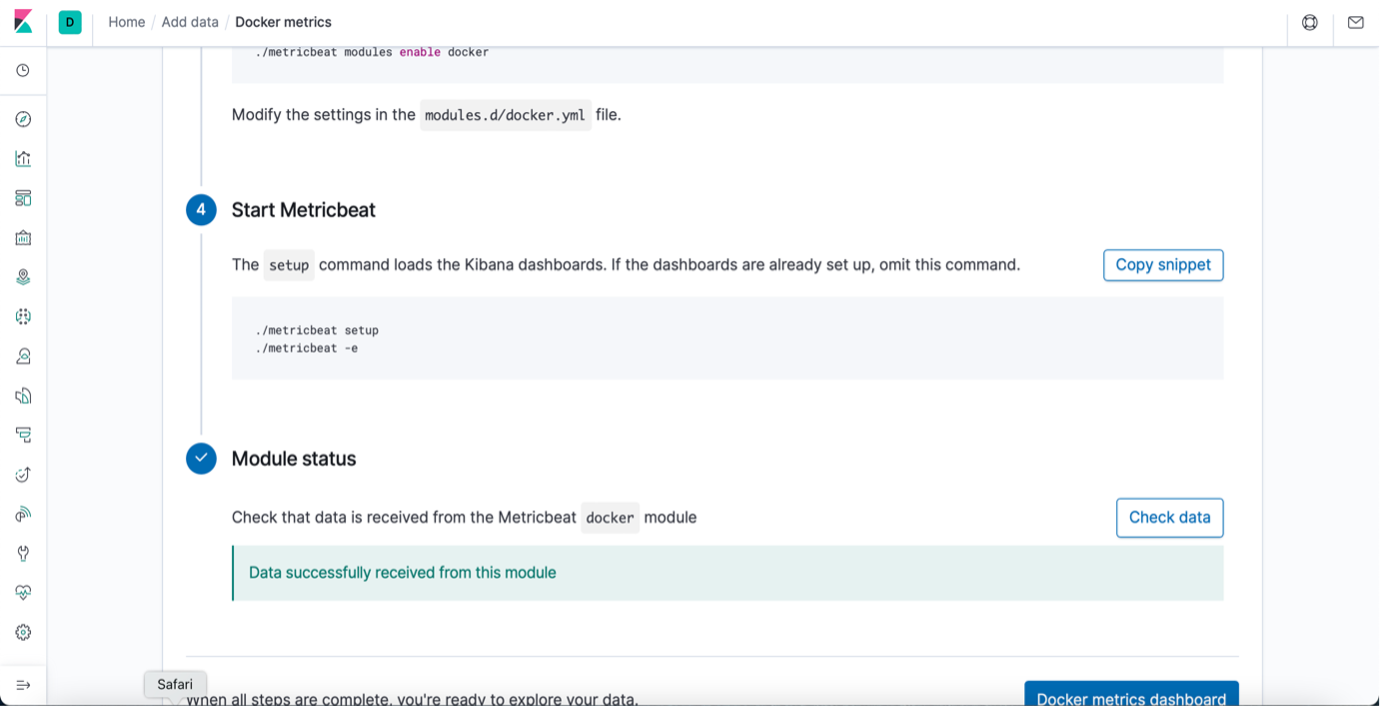 D Home / Add data / Docker metrics
./metricbeat modules enable docker
Modify the settings in the modules.d/docker.yml file.
4 Start Metricbeat
The setup command loads the Kibana dashboards. If the dashboards are already set up, omit this command.
Copy snippet
./metricbeat setup
./metricbeat -e
Module status
Check that data is received from the Metricbeat docker module
Check data
Data successfully received from this module
Safari
When all steps are complete, you're ready to explore your data.
Docker metrics dashboard